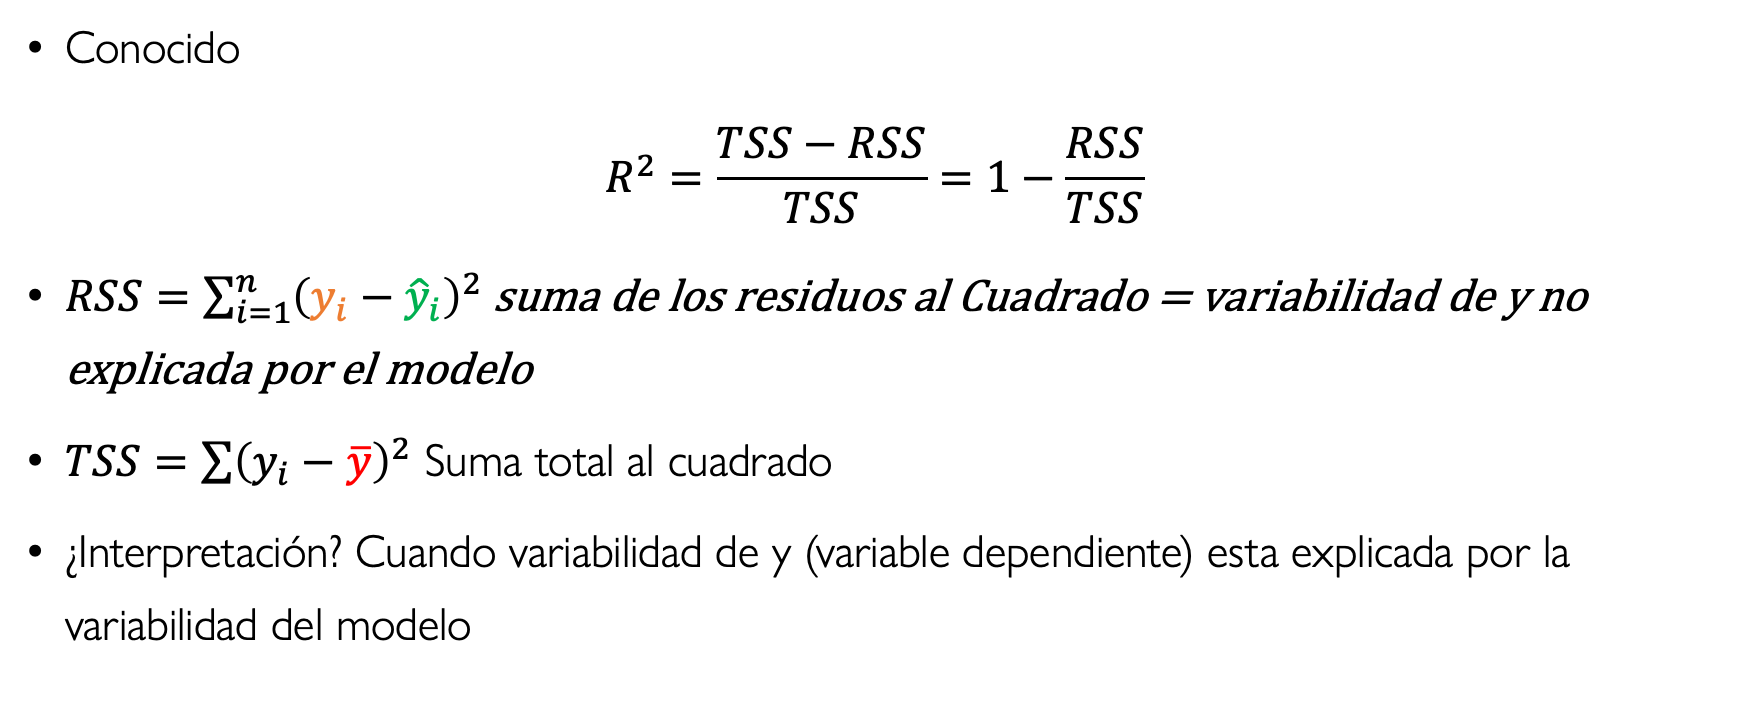 • Conocido
R² = (TSS − RSS)/TSS = 1 − RSS/TSS
• RSS = ∑ⁿᵢ₌₁(yᵢ − ŷᵢ)² suma de los residuos al Cuadrado = variabilidad de y no
explicada por el modelo
• TSS = ∑(yᵢ − ȳ)² Suma total al cuadrado
• ¿Interpretación? Cuando variabilidad de y (variable dependiente) esta explicada por la
variabilidad del modelo